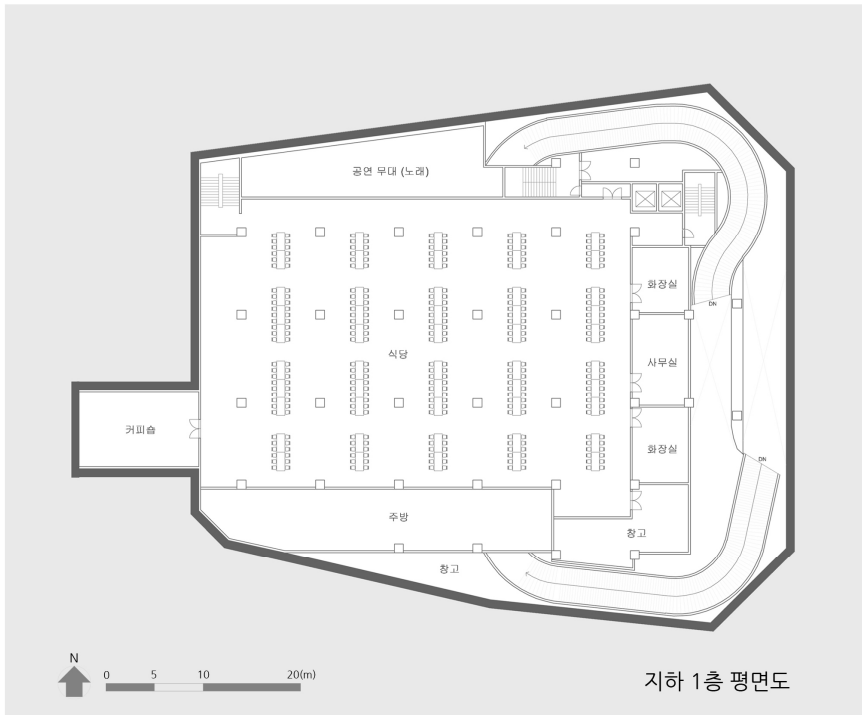 공연 무대 (노래)
화장실
DN
사무실
식당
커피숍
화장실
DN
주방
창고
창고
N
0 5 10 20(m)
지하 1층 평면도